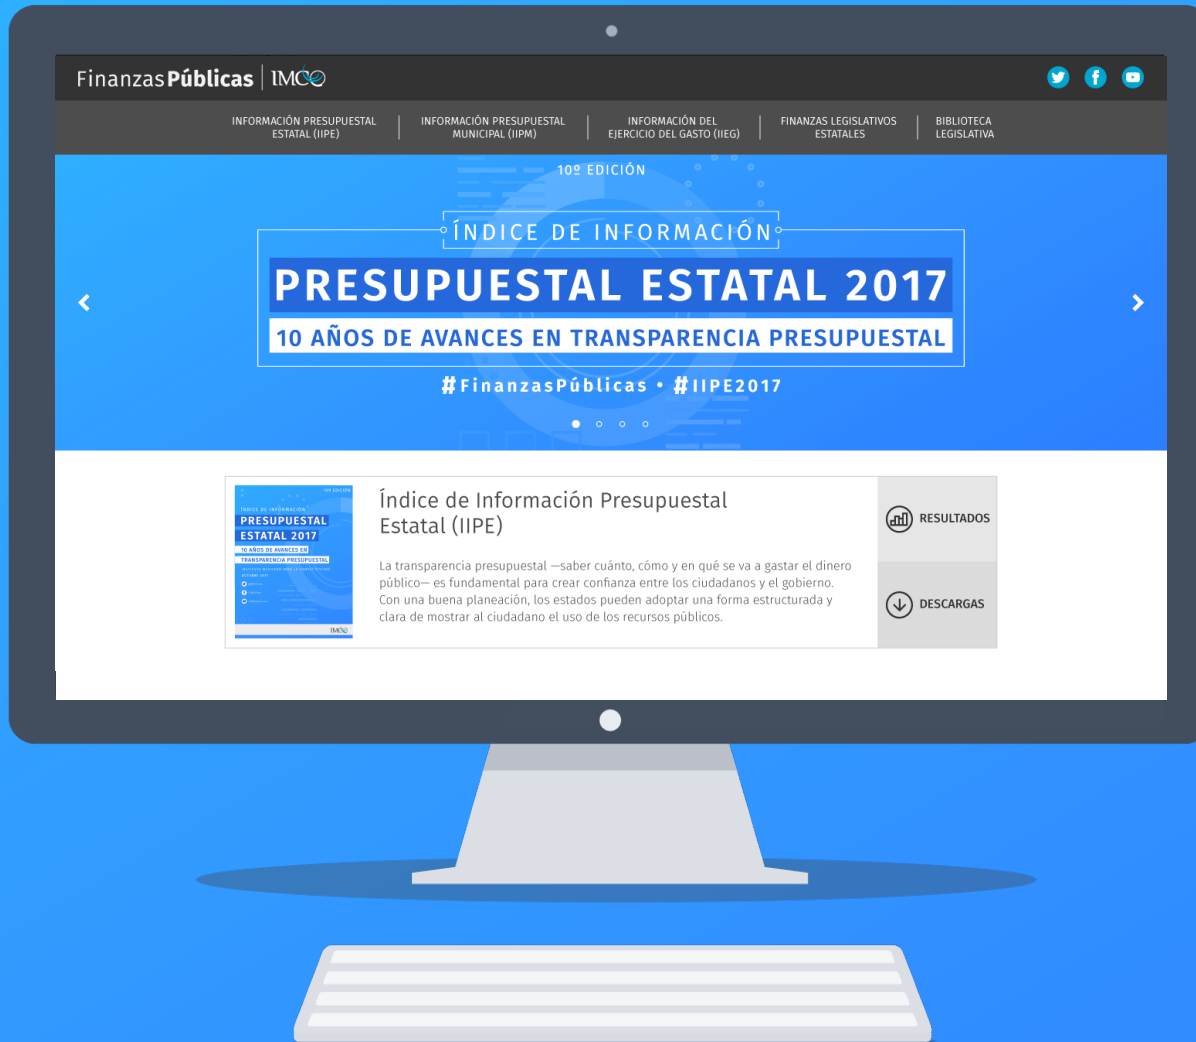 FinanzasPúblicas | IMCO
INFORMACIÓN PRESUPUESTAL
ESTATAL (IIPE)
INFORMACIÓN PRESUPUESTAL
MUNICIPAL (IIPM)
INFORMACIÓN DEL
EJERCICIO DEL GASTO (IIEG)
FINANZAS LEGISLATIVOS
ESTATALES
BIBLIOTECA
LEGISLATIVA
10º EDICIÓN
ÍNDICE DE INFORMACIÓN
PRESUPUESTAL ESTATAL 2017
10 AÑOS DE AVANCES EN TRANSPARENCIA PRESUPUESTAL
#FinanzasPúblicas • #IIPE2017
10º EDICIÓN
ÍNDICE DE INFORMACIÓN
PRESUPUESTAL
ESTATAL 2017
10 AÑOS DE AVANCES EN
TRANSPARENCIA PRESUPUESTAL
OCTUBRE 2017
IMCO
Índice de Información Presupuestal
Estatal (IIPE)
La transparencia presupuestal —saber cuánto, cómo y en qué se va a gastar el dinero
público— es fundamental para crear confianza entre los ciudadanos y el gobierno.
Con una buena planeación, los estados pueden adoptar una forma estructurada y
clara de mostrar al ciudadano el uso de los recursos públicos.
RESULTADOS
DESCARGAS